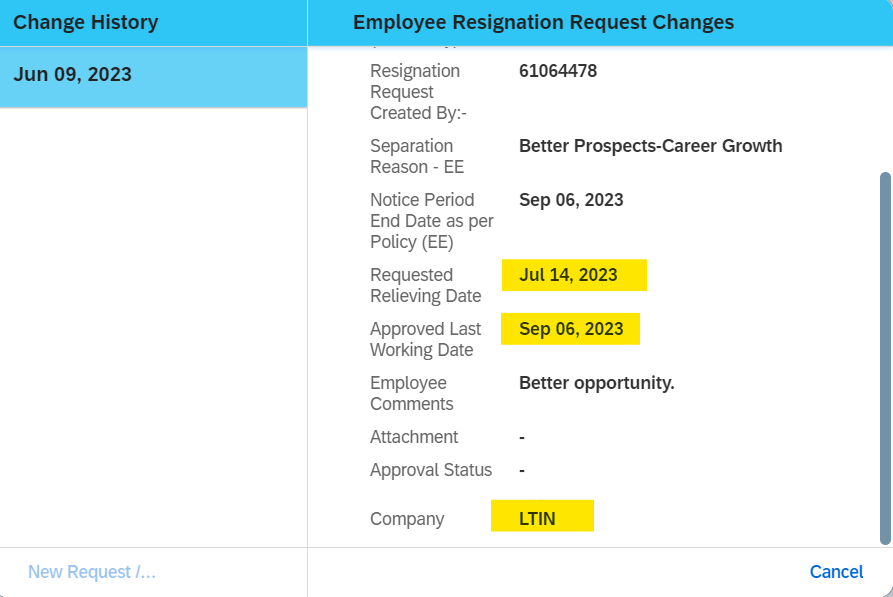 Change History
Employee Resignation Request Changes
Jun 09, 2023
Resignation
Request
Created By:-
61064478
Separation
Reason - EE
Better Prospects-Career Growth
Notice Period
End Date as per
Policy (EE)
Sep 06, 2023
Requested
Relieving Date
Jul 14, 2023
Approved Last
Working Date
Sep 06, 2023
Employee
Comments
Better opportunity.
Attachment
-
Approval Status
-
Company
LTIN
New Request /...
Cancel